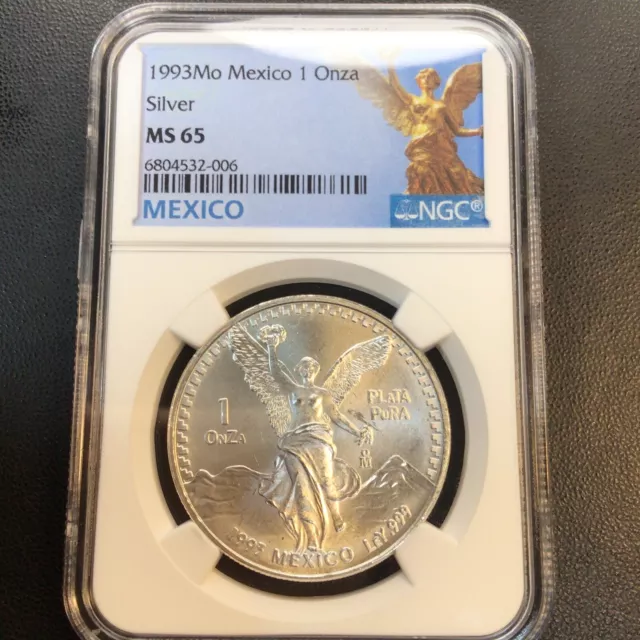 1993Mo Mexico 1 Onza
Silver
MS 65
6804532-006
MEXICO
NGC®
1
ONZA
PLATA
PURA
Mo
1993 MEXICO LEY .999